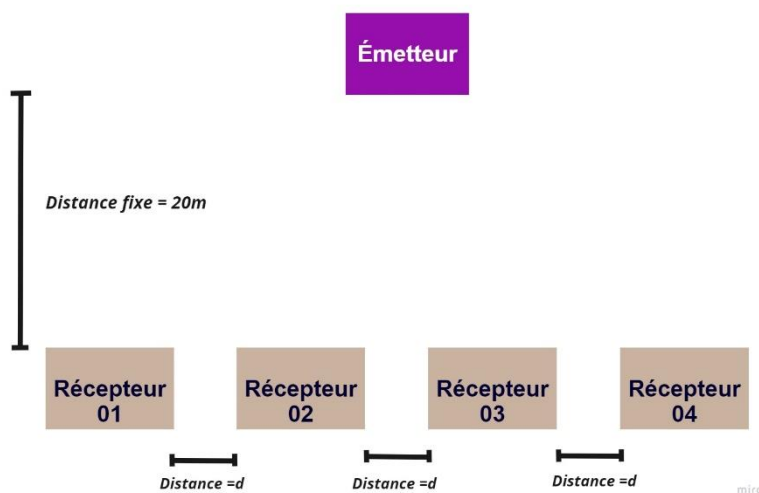 Émetteur
Distance fixe = 20m
Récepteur
01
Récepteur
02
Récepteur
03
Récepteur
04
Distance =d
Distance =d
Distance =d